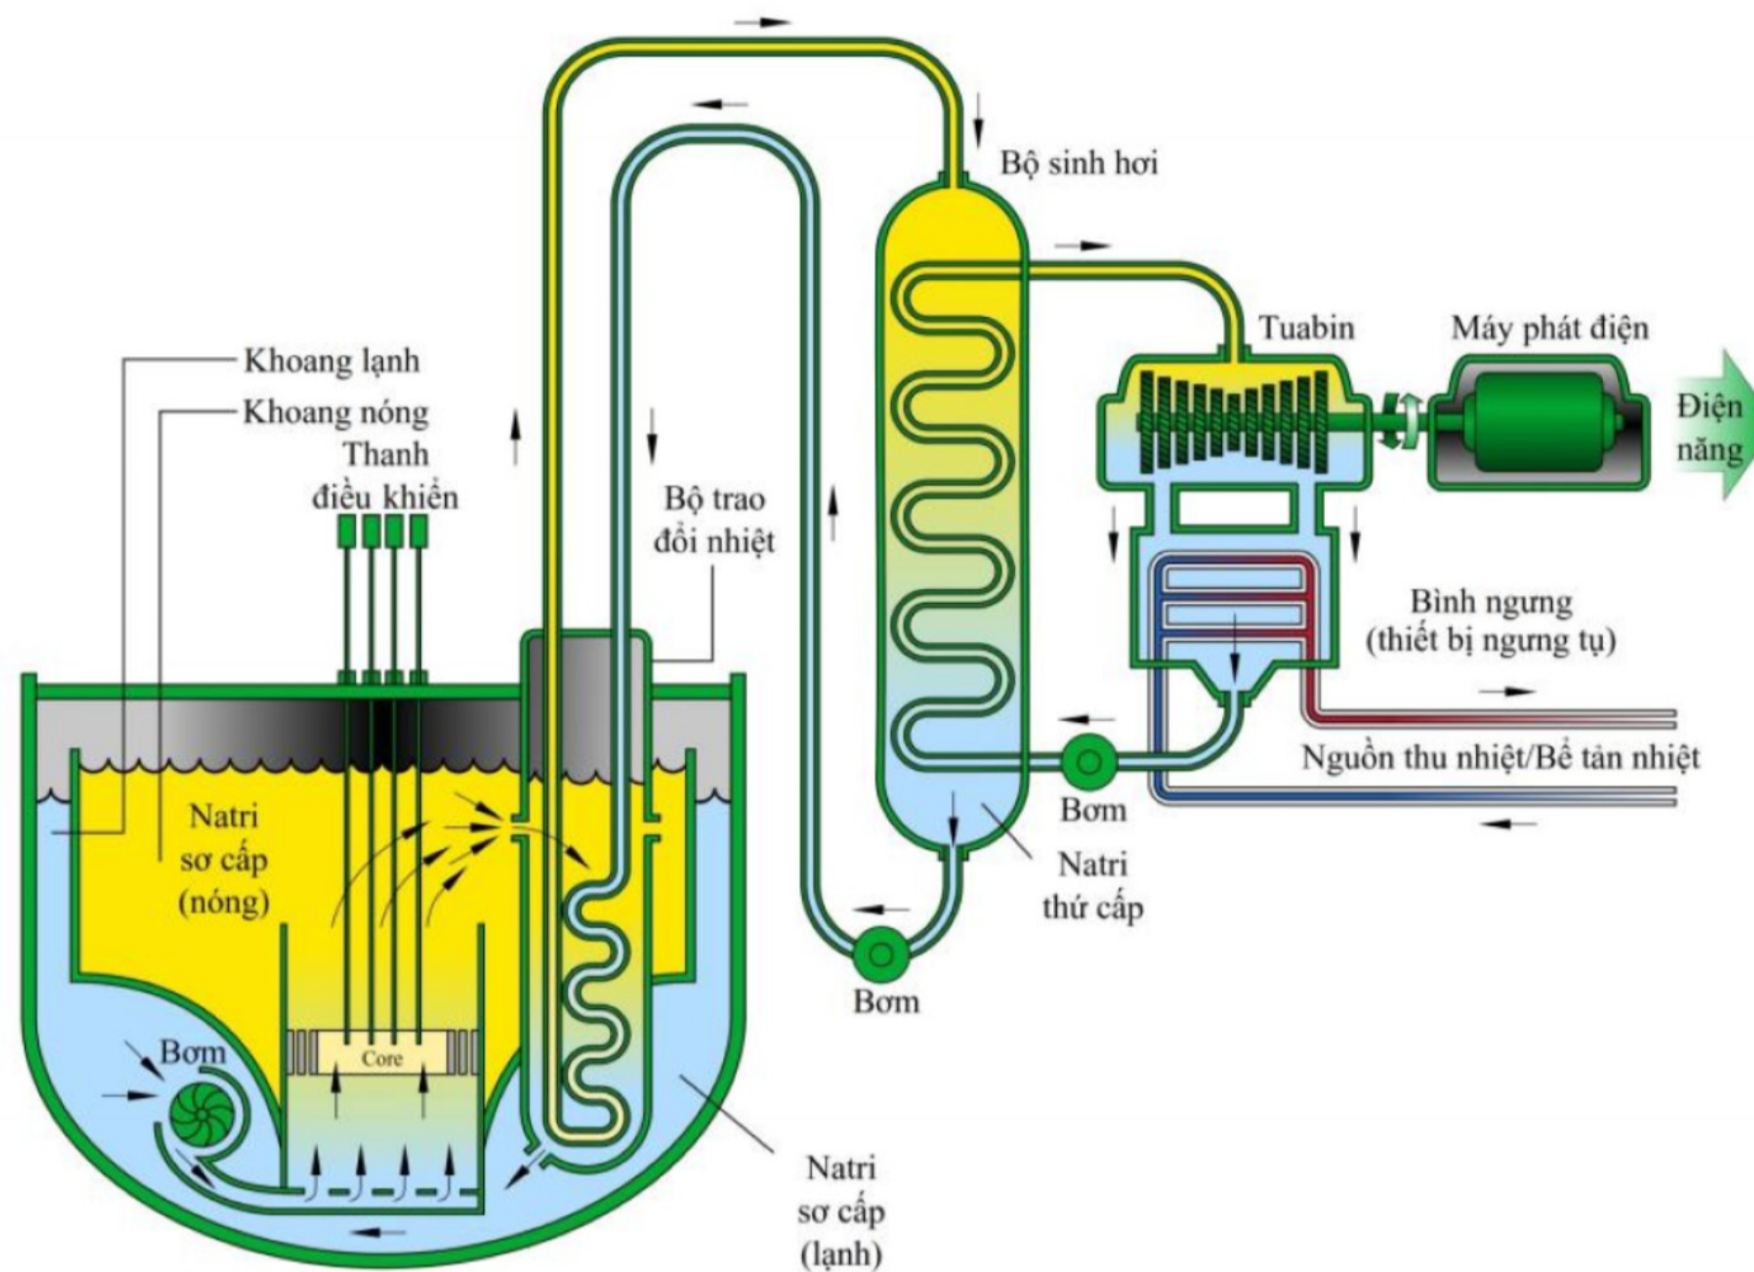 Bộ sinh hơi
Tuabin
Máy phát điện
Điện
năng
Khoang lạnh
Khoang nóng
Thanh
điều khiển
Bộ trao
đổi nhiệt
Bình ngưng
(thiết bị ngưng tụ)
Nguồn thu nhiệt/Bể tản nhiệt
Bơm
Natri
sơ cấp
(nóng)
Natri
thứ cấp
Bơm
Bơm
Core
Natri
sơ cấp
(lạnh)